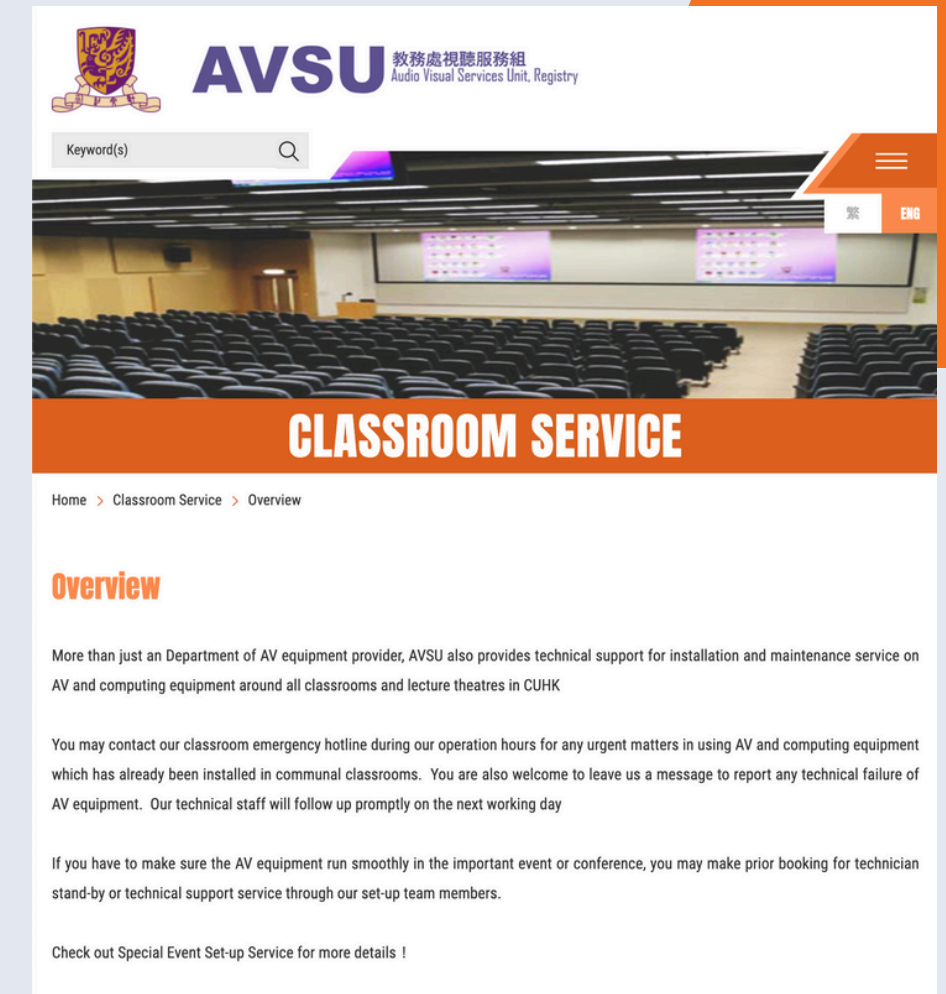 AVSU 教務處視聽服務組
Audio Visual Services Unit, Registry
Keyword(s)
繁 ENG
CLASSROOM SERVICE
Home > Classroom Service > Overview
Overview
More than just an Department of AV equipment provider, AVSU also provides technical support for installation and maintenance service on
AV and computing equipment around all classrooms and lecture theatres in CUHK
You may contact our classroom emergency hotline during our operation hours for any urgent matters in using AV and computing equipment
which has already been installed in communal classrooms. You are also welcome to leave us a message to report any technical failure of
AV equipment. Our technical staff will follow up promptly on the next working day
If you have to make sure the AV equipment run smoothly in the important event or conference, you may make prior booking for technician
stand-by or technical support service through our set-up team members.
Check out Special Event Set-up Service for more details !